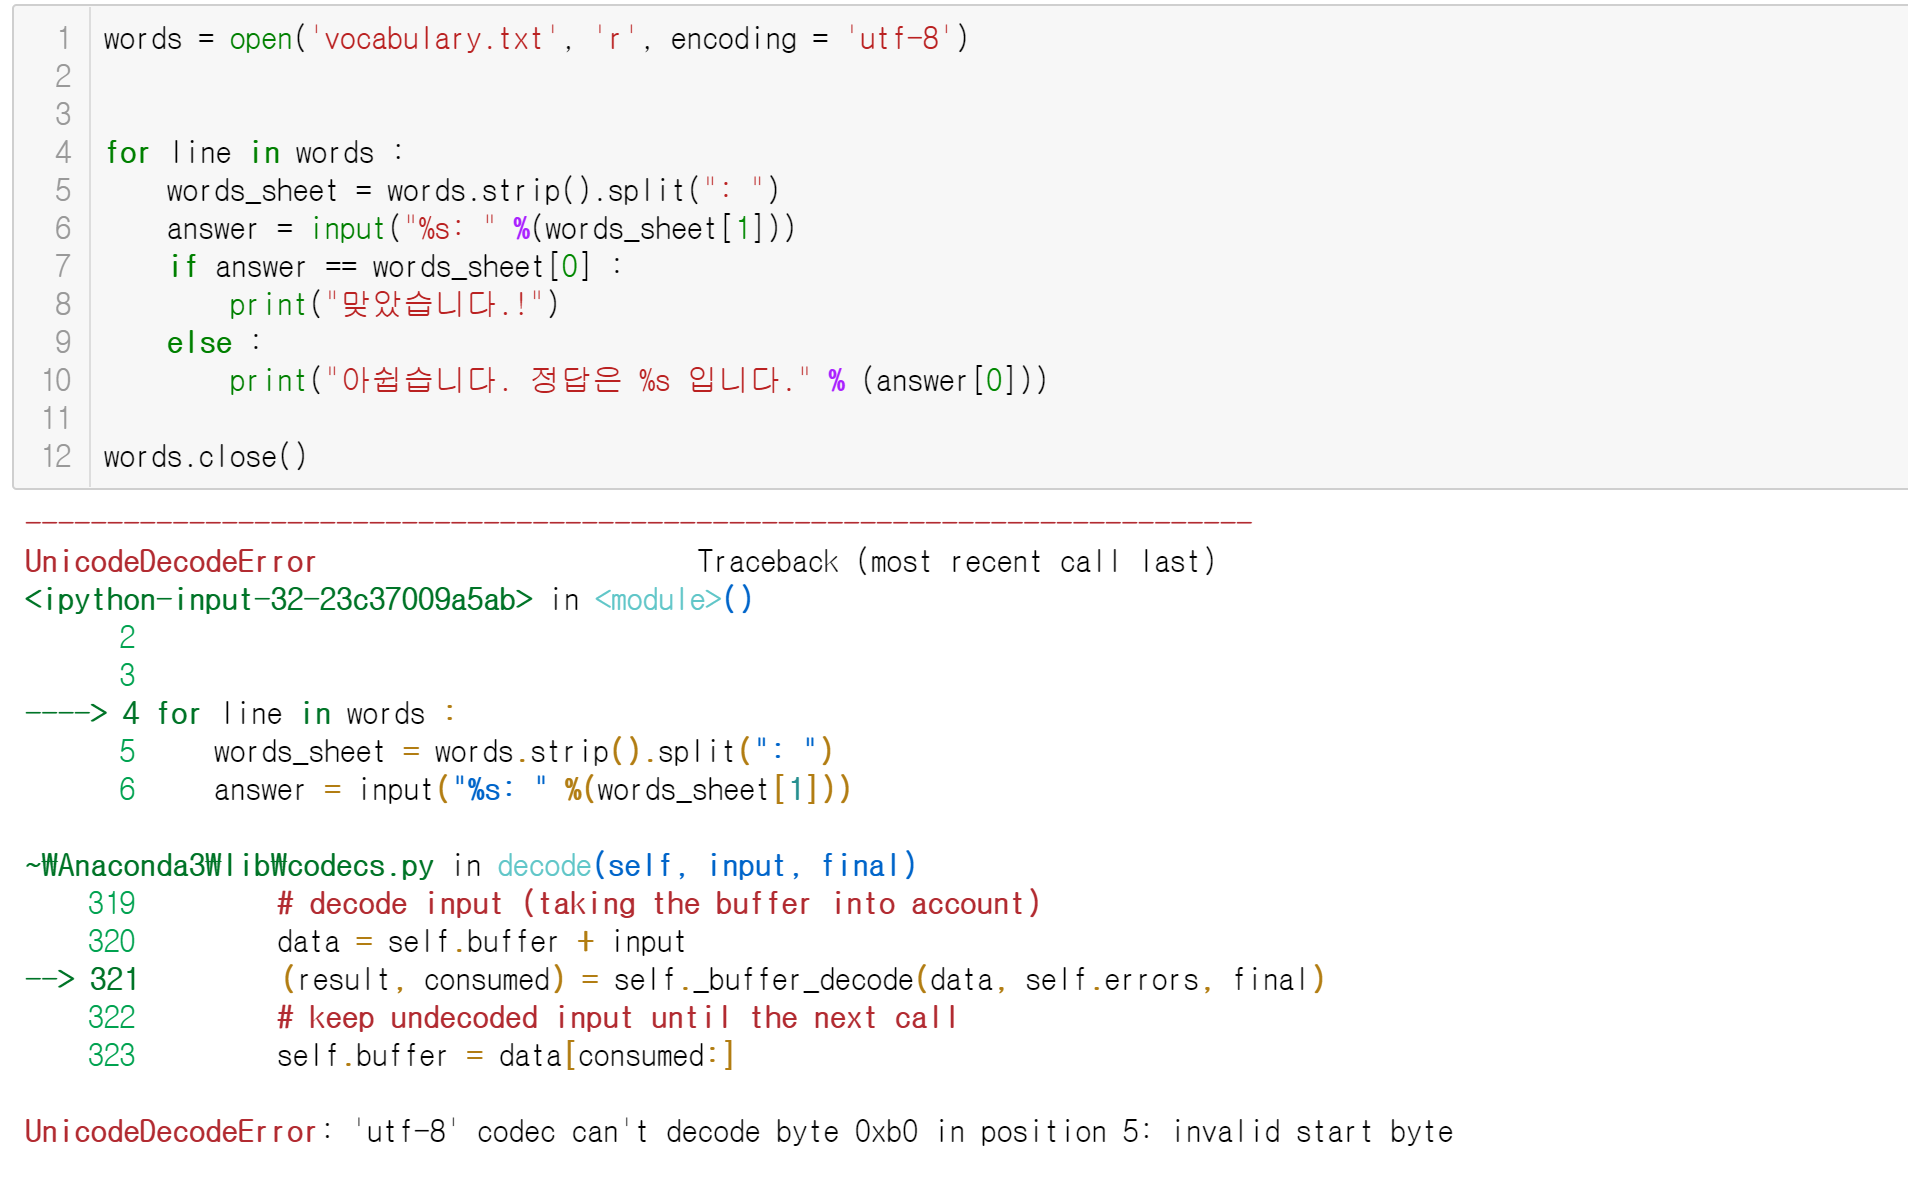 1 words = open('vocabulary.txt', 'r', encoding = 'utf-8')
2
3
4 for line in words :
5     words_sheet = words.strip().split(": ")
6     answer = input("%s: " %(words_sheet[1]))
7     if answer == words_sheet[0] :
8         print("맞았습니다.!")
9     else :
10         print("아쉽습니다. 정답은 %s 입니다." % (answer[0]))
11
12 words.close()
---------------------------------------------------------------------------
UnicodeDecodeError                        Traceback (most recent call last)
<ipython-input-32-23c37009a5ab> in <module>()
      2
      3
----> 4 for line in words :
      5     words_sheet = words.strip().split(": ")
      6     answer = input("%s: " %(words_sheet[1]))
~₩Anaconda3₩lib₩codecs.py in decode(self, input, final)
    319         # decode input (taking the buffer into account)
    320         data = self.buffer + input
--> 321         (result, consumed) = self._buffer_decode(data, self.errors, final)
    322         # keep undecoded input until the next call
    323         self.buffer = data[consumed:]
UnicodeDecodeError: 'utf-8' codec can't decode byte 0xb0 in position 5: invalid start byte